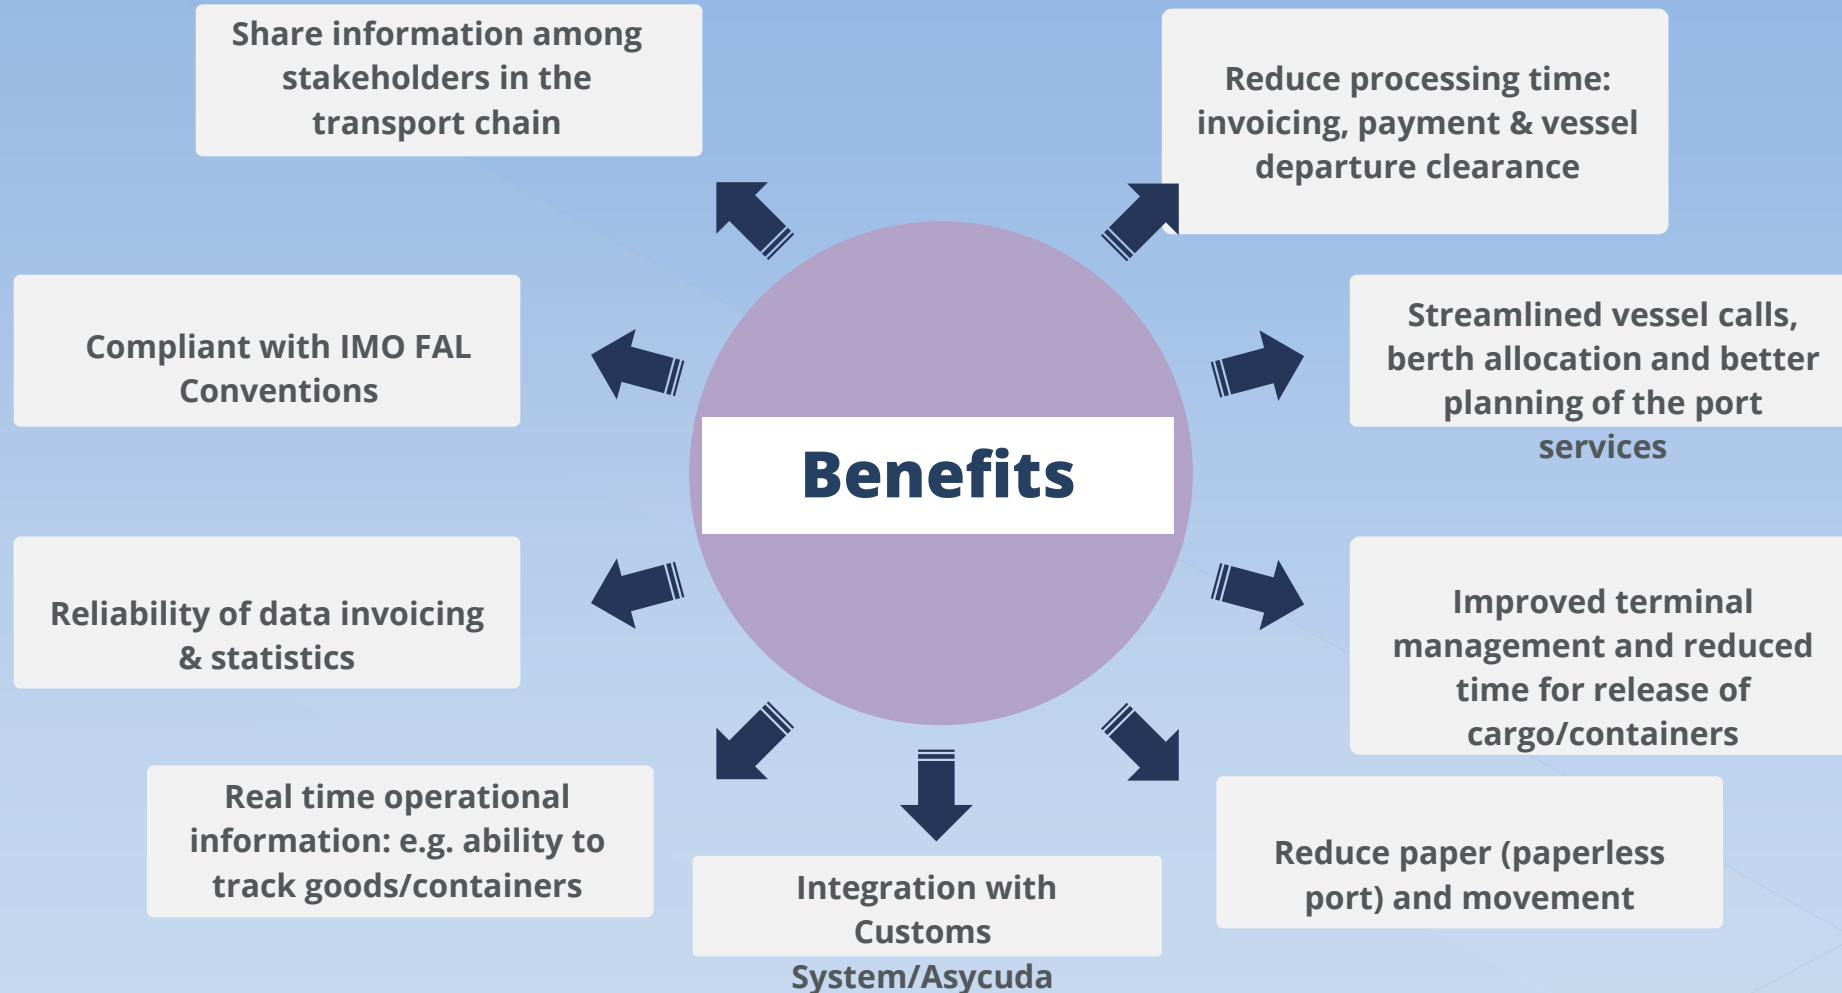 Share information among
stakeholders in the
transport chain
Reduce processing time:
invoicing, payment & vessel
departure clearance
Compliant with IMO FAL
Conventions
Streamlined vessel calls,
berth allocation and better
planning of the port
services
Benefits
Reliability of data invoicing
& statistics
Improved terminal
management and reduced
time for release of
cargo/containers
Real time operational
information: e.g. ability to
track goods/containers
Integration with
Customs
System/Asycuda
Reduce paper (paperless
port) and movement